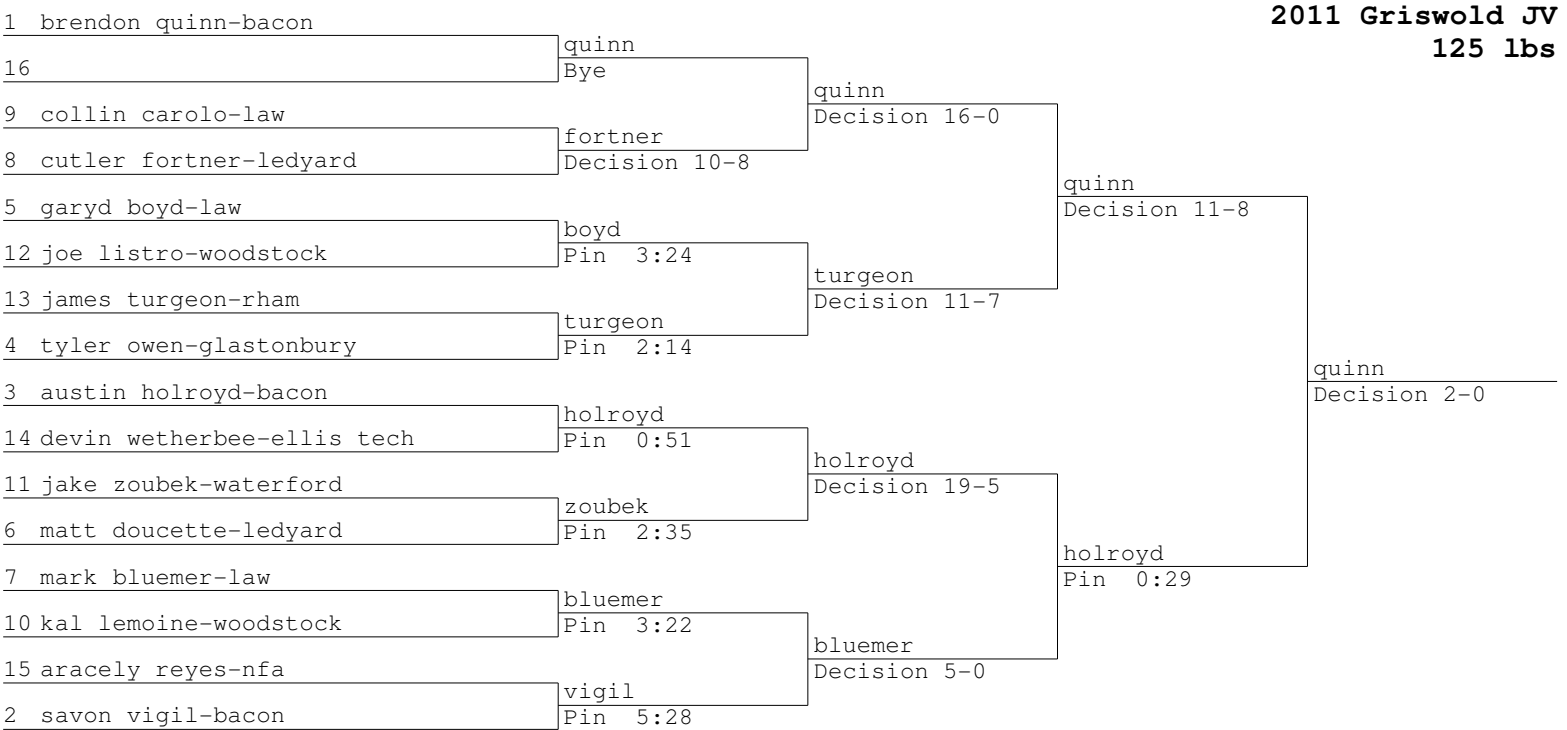 2011 Griswold JV
125 lbs
1 brendon quinn-bacon
16
9 collin carolo-law
8 cutler fortner-ledyard
5 garyd boyd-law
12 joe listro-woodstock
13 james turgeon-rham
4 tyler owen-glastonbury
3 austin holroyd-bacon
14 devin wetherbee-ellis tech
11 jake zoubek-waterford
6 matt doucette-ledyard
7 mark bluemer-law
10 kal lemoine-woodstock
15 aracely reyes-nfa
2 savon vigil-bacon
quinn
Bye
fortner
Decision 10-8
boyd
Pin 3:24
turgeon
Pin 2:14
holroyd
Pin 0:51
zoubek
Pin 2:35
bluemer
Pin 3:22
vigil
Pin 5:28
quinn
Decision 16-0
turgeon
Decision 11-7
holroyd
Decision 19-5
bluemer
Decision 5-0
quinn
Decision 11-8
holroyd
Pin 0:29
quinn
Decision 2-0